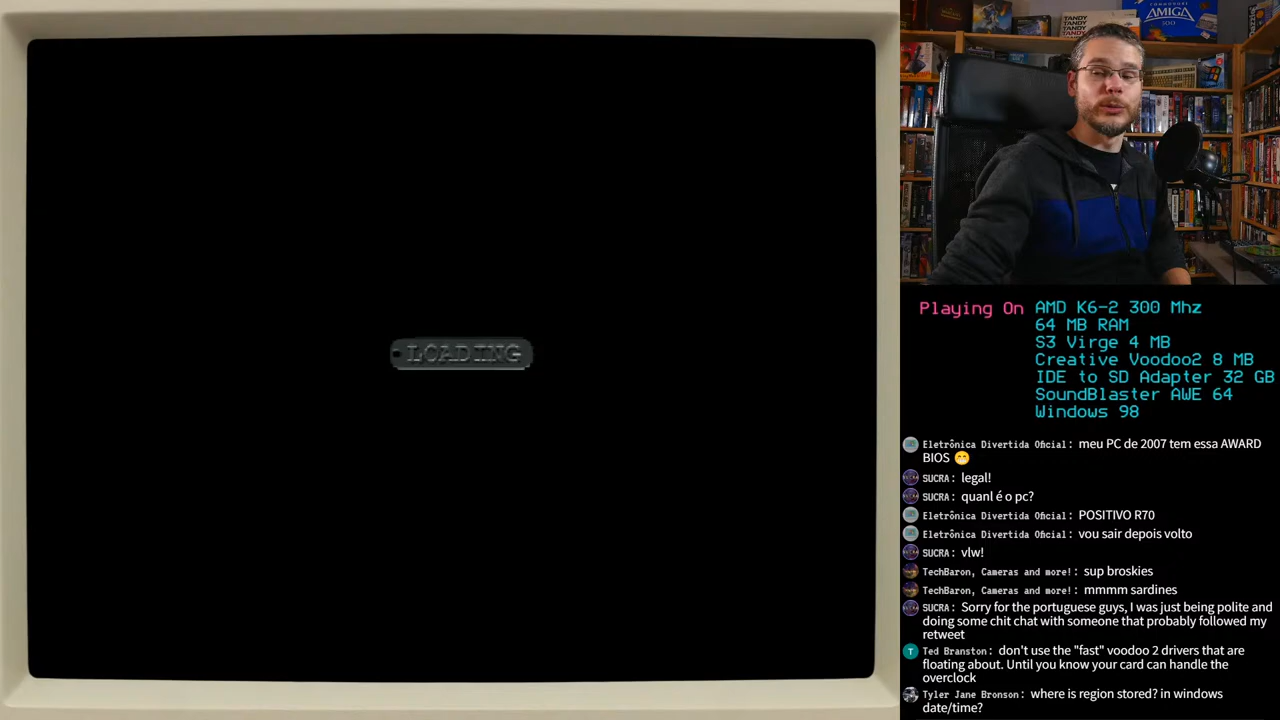 TANDY
TANDY
TANDY
AMIGA
500
LOADING
Playing On
AMD K6-2 300 Mhz
64 MB RAM
S3 Virge 4 MB
Creative Voodoo2 8 MB
IDE to SD Adapter 32 GB
SoundBlaster AWE 64
Windows 98
Eletrônica Divertida Oficial: meu PC de 2007 tem essa AWARD
BIOS 😁
SUCRA: legal!
SUCRA: quanl é o pc?
Eletrônica Divertida Oficial: POSITIVO R70
Eletrônica Divertida Oficial: vou sair depois volto
SUCRA: vlw!
TechBaron, Cameras and more!: sup broskies
TechBaron, Cameras and more!: mmmm sardines
SUCRA: Sorry for the portuguese guys, I was just being polite and
doing some chit chat with someone that probably followed my
retweet
T Ted Branston: don't use the "fast" voodoo 2 drivers that are
floating about. Until you know your card can handle the
overclock
Tyler Jane Bronson: where is region stored? in windows
date/time?